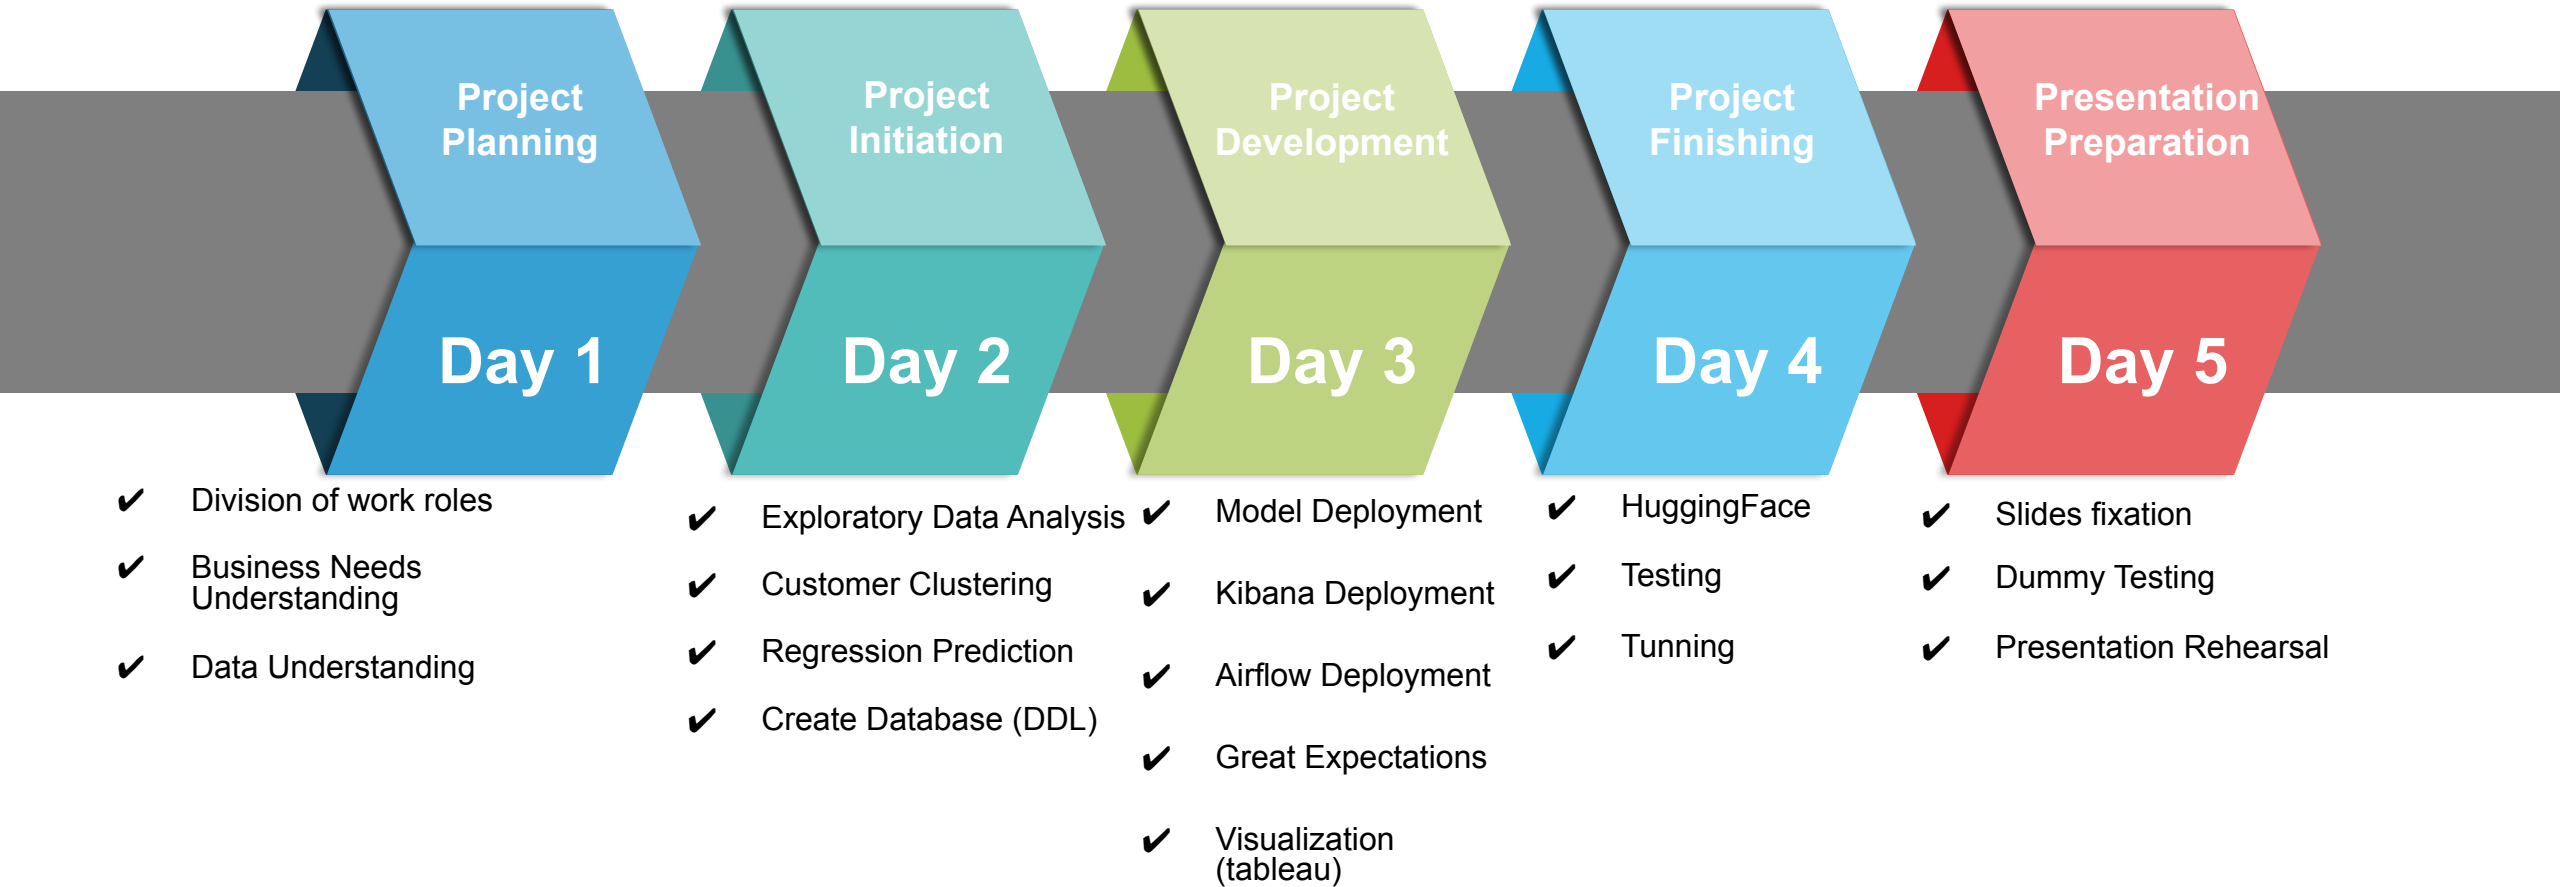 Project
Planning
Day 1
✔ Division of work roles
✔ Business Needs
Understanding
✔ Data Understanding
Project
Initiation
Day 2
✔ Exploratory Data Analysis
✔ Customer Clustering
✔ Regression Prediction
✔ Create Database (DDL)
Project
Development
Day 3
✔ Model Deployment
✔ Kibana Deployment
✔ Airflow Deployment
✔ Great Expectations
✔ Visualization
(tableau)
Project
Finishing
Day 4
✔ HuggingFace
✔ Testing
✔ Tunning
Presentation
Preparation
Day 5
✔ Slides fixation
✔ Dummy Testing
✔ Presentation Rehearsal